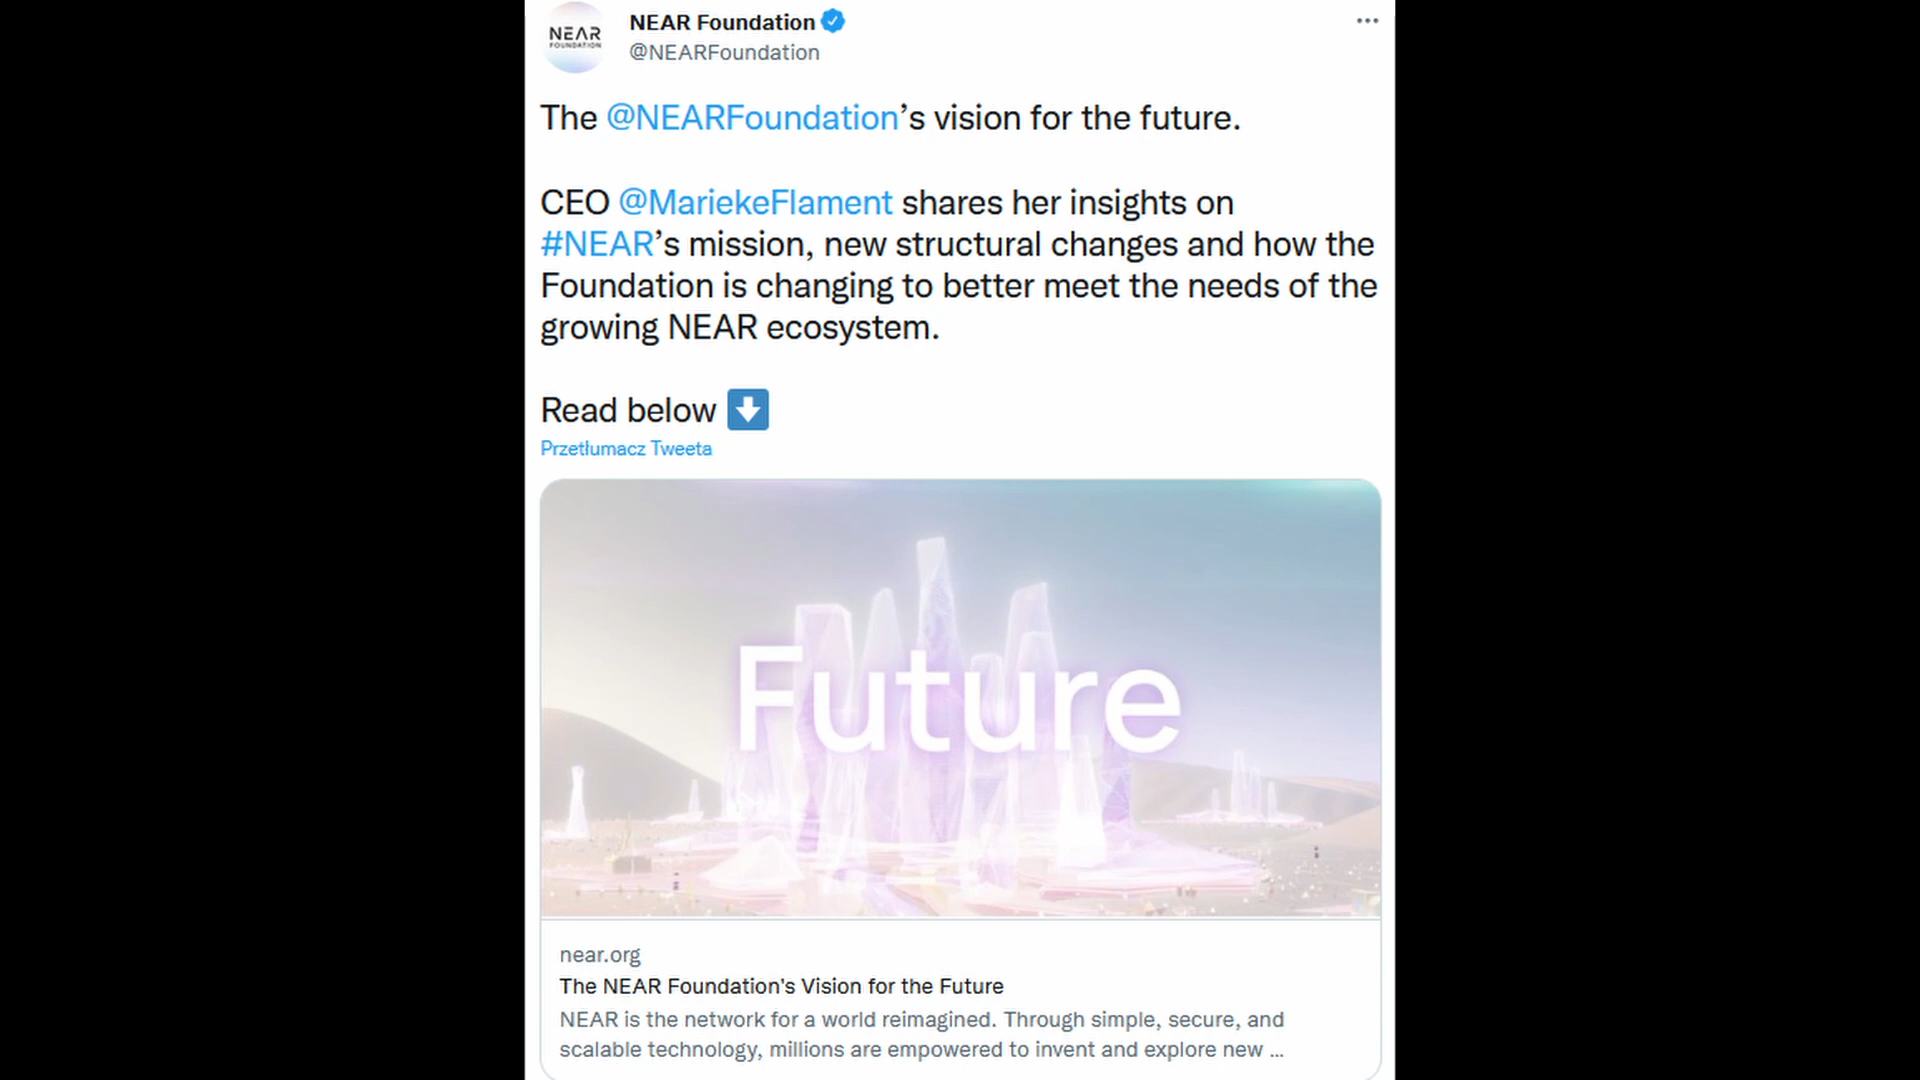 NEAR
FOUNDATION
NEAR Foundation
@NEARFoundation
The @NEARFoundation’s vision for the future.
CEO @MariekeFlament shares her insights on
#NEAR’s mission, new structural changes and how the
Foundation is changing to better meet the needs of the
growing NEAR ecosystem.
Read below ⬇️
Przetłumacz Tweeta
Future
near.org
The NEAR Foundation's Vision for the Future
NEAR is the network for a world reimagined. Through simple, secure, and
scalable technology, millions are empowered to invent and explore new ...